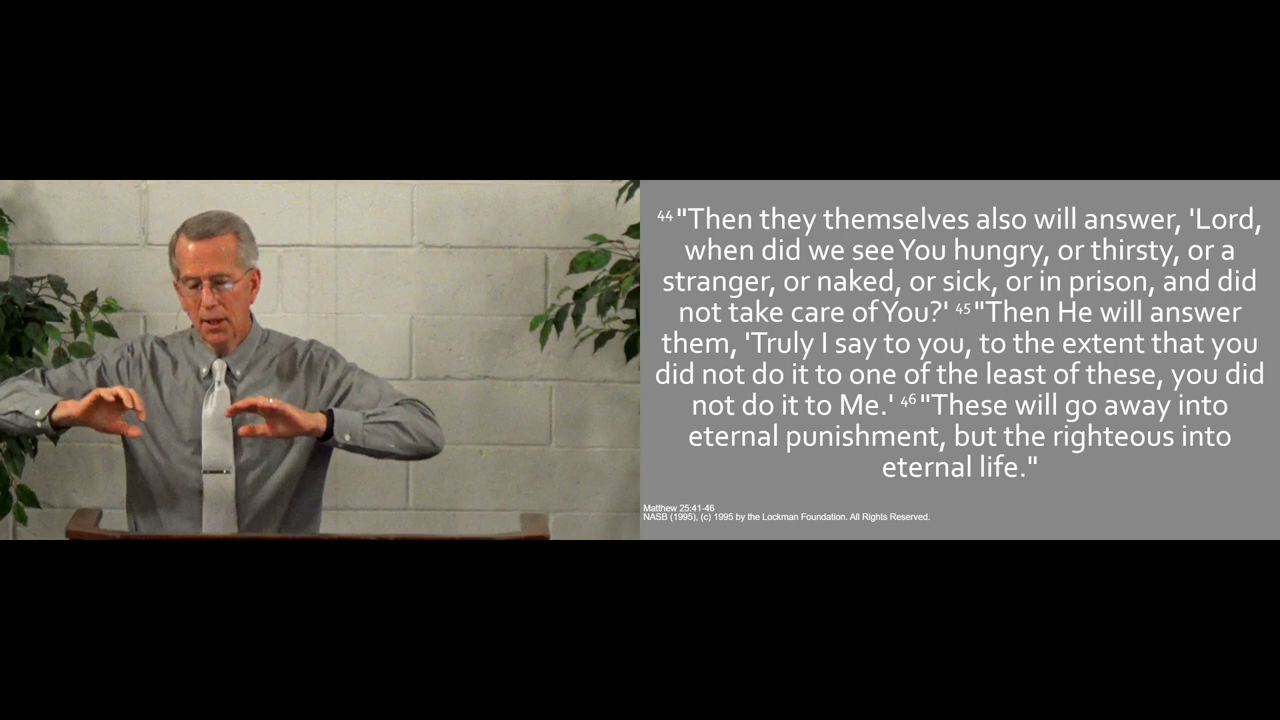 44 "Then they themselves also will answer, 'Lord,
when did we see You hungry, or thirsty, or a
stranger, or naked, or sick, or in prison, and did
not take care of You?' 45 "Then He will answer
them, 'Truly I say to you, to the extent that you
did not do it to one of the least of these, you did
not do it to Me.' 46 "These will go away into
eternal punishment, but the righteous into
eternal life."
Matthew 25:41-46
NASB (1995), (c) 1995 by the Lockman Foundation. All Rights Reserved.